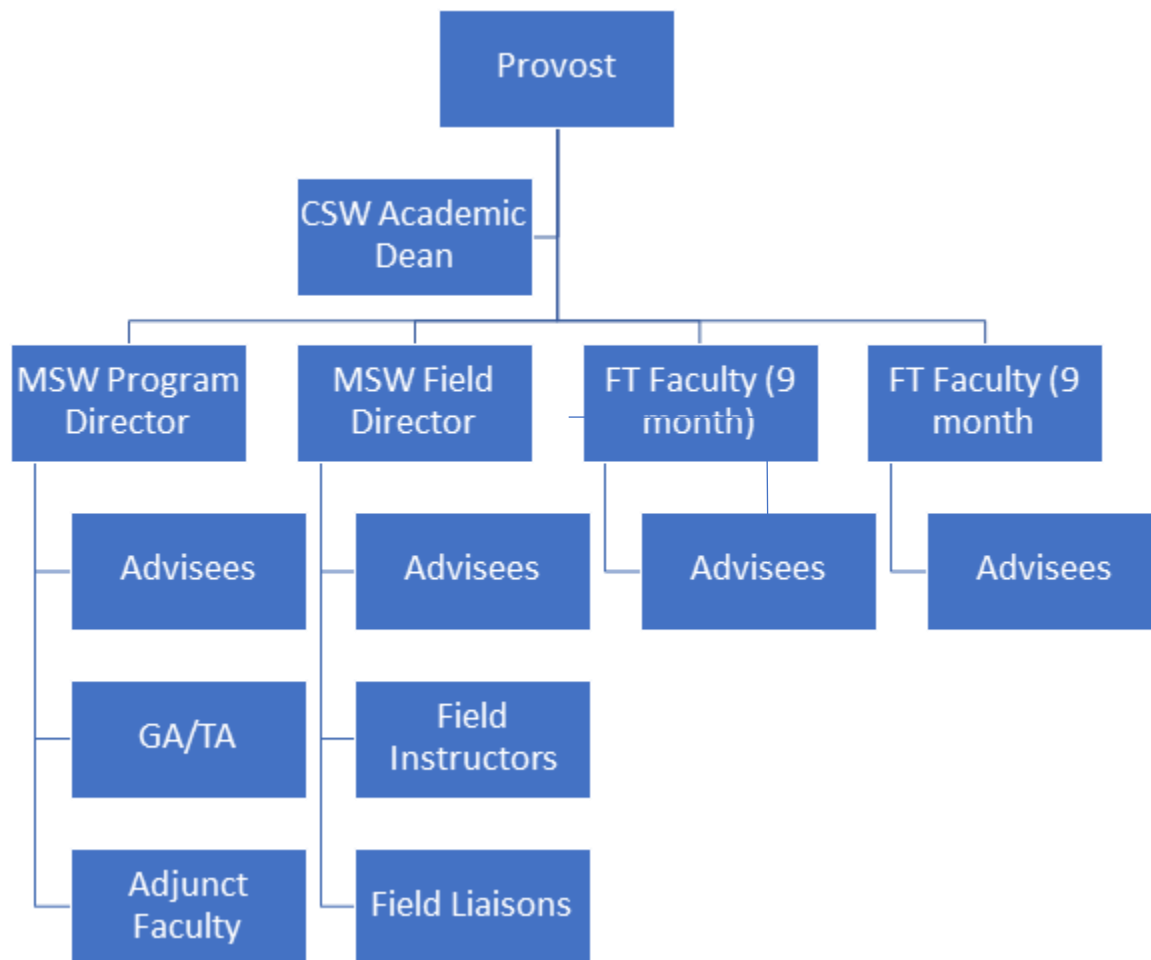 Provost
CSW Academic
Dean
MSW Program
Director
MSW Field
Director
FT Faculty (9
month)
FT Faculty (9
month
Advisees
Advisees
Advisees
Advisees
GA/TA
Field
Instructors
Adjunct
Faculty
Field Liaisons